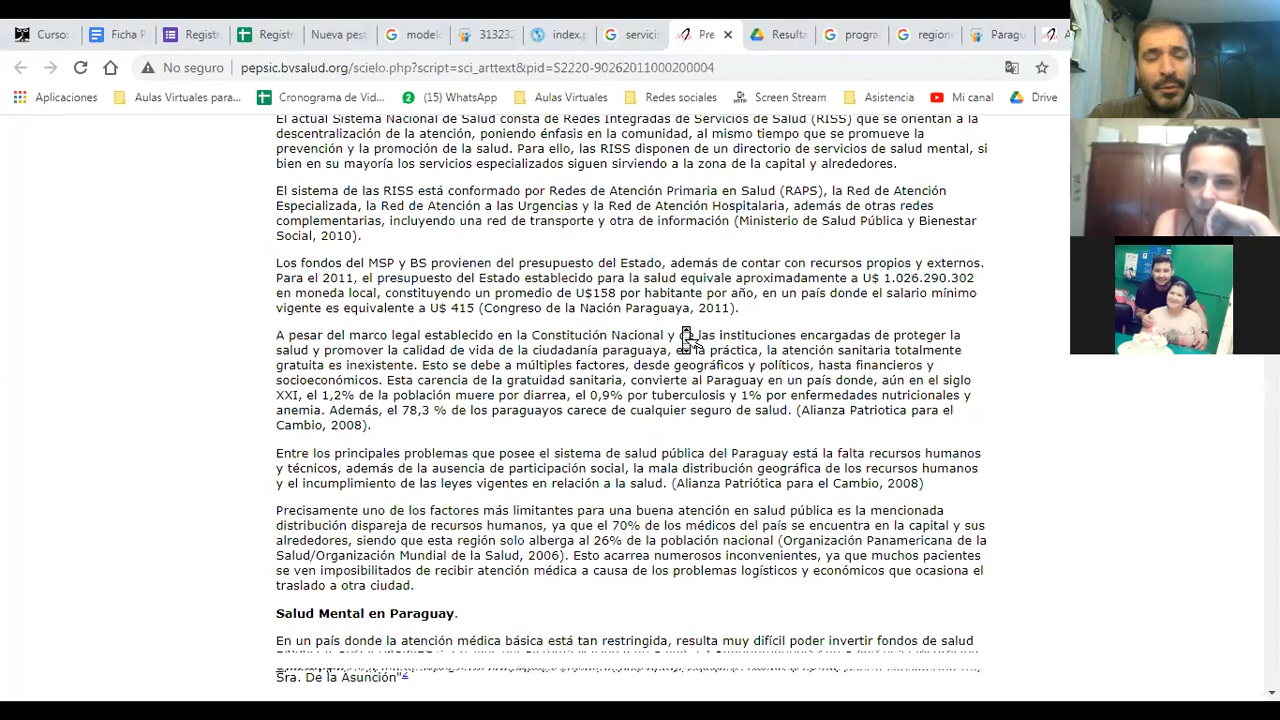 Curso:
Ficha P
Registr
Registr
Nueva pes
model
31323
index.p
servicio
Pre
Resulta
progra
regione
Paragu
No seguro
pepsic.bvsalud.org/scielo.php?script=sci_arttext&pid=S2220-90262011000200004
Aplicaciones
Aulas Virtuales para...
Cronograma de Vid...
(15) WhatsApp
Aulas Virtuales
Redes sociales
Screen Stream
Asistencia
Mi canal
Drive
El actual Sistema Nacional de Salud consta de Redes Integradas de Servicios de Salud (RISS) que se orientan a la
descentralización de la atención, poniendo énfasis en la comunidad, al mismo tiempo que se promueve la
prevención y la promoción de la salud. Para ello, las RISS disponen de un directorio de servicios de salud mental, si
bien en su mayoría los servicios especializados siguen sirviendo a la zona de la capital y alrededores.
El sistema de las RISS está conformado por Redes de Atención Primaria en Salud (RAPS), la Red de Atención
Especializada, la Red de Atención a las Urgencias y la Red de Atención Hospitalaria, además de otras redes
complementarias, incluyendo una red de transporte y otra de información (Ministerio de Salud Pública y Bienestar
Social, 2010).
Los fondos del MSP y BS provienen del presupuesto del Estado, además de contar con recursos propios y externos.
Para el 2011, el presupuesto del Estado establecido para la salud equivale aproximadamente a U$ 1.026.290.302
en moneda local, constituyendo un promedio de U$158 por habitante por año, en un país donde el salario mínimo
vigente es equivalente a U$ 415 (Congreso de la Nación Paraguaya, 2011).
A pesar del marco legal establecido en la Constitución Nacional y de las instituciones encargadas de proteger la
salud y promover la calidad de vida de la ciudadanía paraguaya, en la práctica, la atención sanitaria totalmente
gratuita es inexistente. Esto se debe a múltiples factores, desde geográficos y políticos, hasta financieros y
socioeconómicos. Esta carencia de la gratuidad sanitaria, convierte al Paraguay en un país donde, aún en el siglo
XXI, el 1,2% de la población muere por diarrea, el 0,9% por tuberculosis y 1% por enfermedades nutricionales y
anemia. Además, el 78,3 % de los paraguayos carece de cualquier seguro de salud. (Alianza Patriotica para el
Cambio, 2008).
Entre los principales problemas que posee el sistema de salud pública del Paraguay está la falta recursos humanos
y técnicos, además de la ausencia de participación social, la mala distribución geográfica de los recursos humanos
y el incumplimiento de las leyes vigentes en relación a la salud. (Alianza Patriótica para el Cambio, 2008)
Precisamente uno de los factores más limitantes para una buena atención en salud pública es la mencionada
distribución dispareja de recursos humanos, ya que el 70% de los médicos del país se encuentra en la capital y sus
alrededores, siendo que esta región solo alberga al 26% de la población nacional (Organización Panamericana de la
Salud/Organización Mundial de la Salud, 2006). Esto acarrea numerosos inconvenientes, ya que muchos pacientes
se ven imposibilitados de recibir atención médica a causa de los problemas logísticos y económicos que ocasiona el
traslado a otra ciudad.
Salud Mental en Paraguay.
En un país donde la atención médica básica está tan restringida, resulta muy difícil poder invertir fondos de salud
Sra. De la Asunción"2